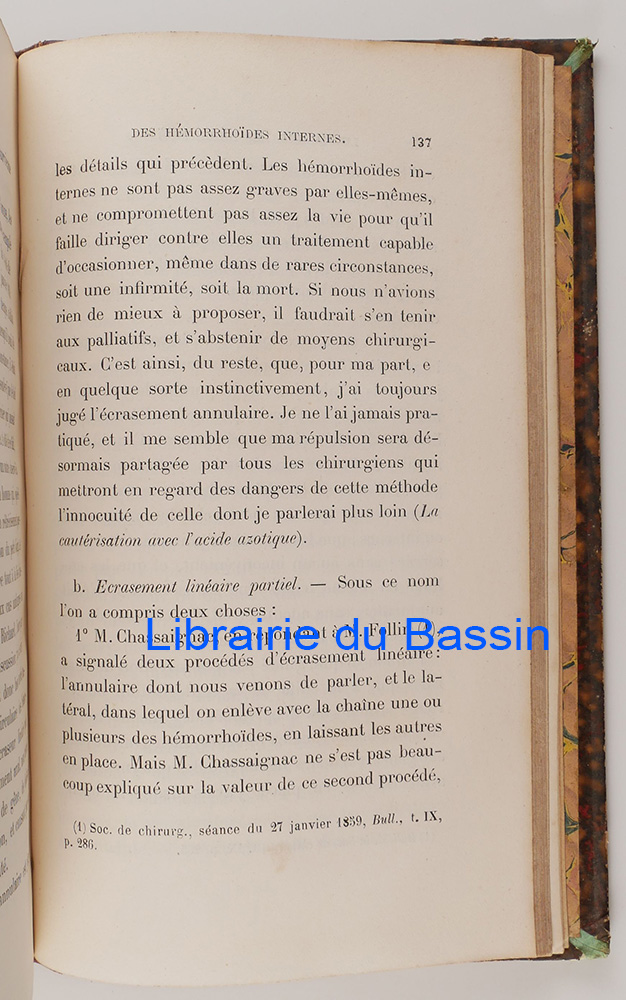 DES HÉMORRHOÏDES INTERNES. 137
les détails qui précèdent. Les hémorrhoïdes in-
ternes ne sont pas assez graves par elles-mêmes,
et ne compromettent pas assez la vie pour qu'il
faille diriger contre elles un traitement capable
d'occasionner, même dans de rares circonstances,
soit une infirmité, soit la mort. Si nous n'avions
rien de mieux à proposer, il faudrait s'en tenir
aux palliatifs, et s'abstenir de moyens chirurgi-
caux. C'est ainsi, du reste, que, pour ma part, e
en quelque sorte instinctivement, j'ai toujours
jugé l'écrasement annulaire. Je ne l'ai jamais pra-
tiqué, et il me semble que ma répulsion sera dé-
sormais partagée par tous les chirurgiens qui
mettront en regard des dangers de cette méthode
l'innocuité de celle dont je parlerai plus loin (La
cautérisation avec l'acide azotique).
b. Ecrasement linéaire partiel. — Sous ce nom
l'on a compris deux choses :
1° M. Chassaignac, en répondant à M. Follin (1),
Librairie du Bassin
a signalé deux procédés d'écrasement linéaire:
l'annulaire dont nous venons de parler, et le la-
téral, dans lequel on enlève avec la chaîne une ou
plusieurs des hémorrhoïdes, en laissant les autres
en place. Mais M. Chassaignac ne s'est pas beau-
coup expliqué sur la valeur de ce second procédé,
(1) Soc. de chirurg., séance du 27 janvier 1859, Bull., t. IX,
p. 286.